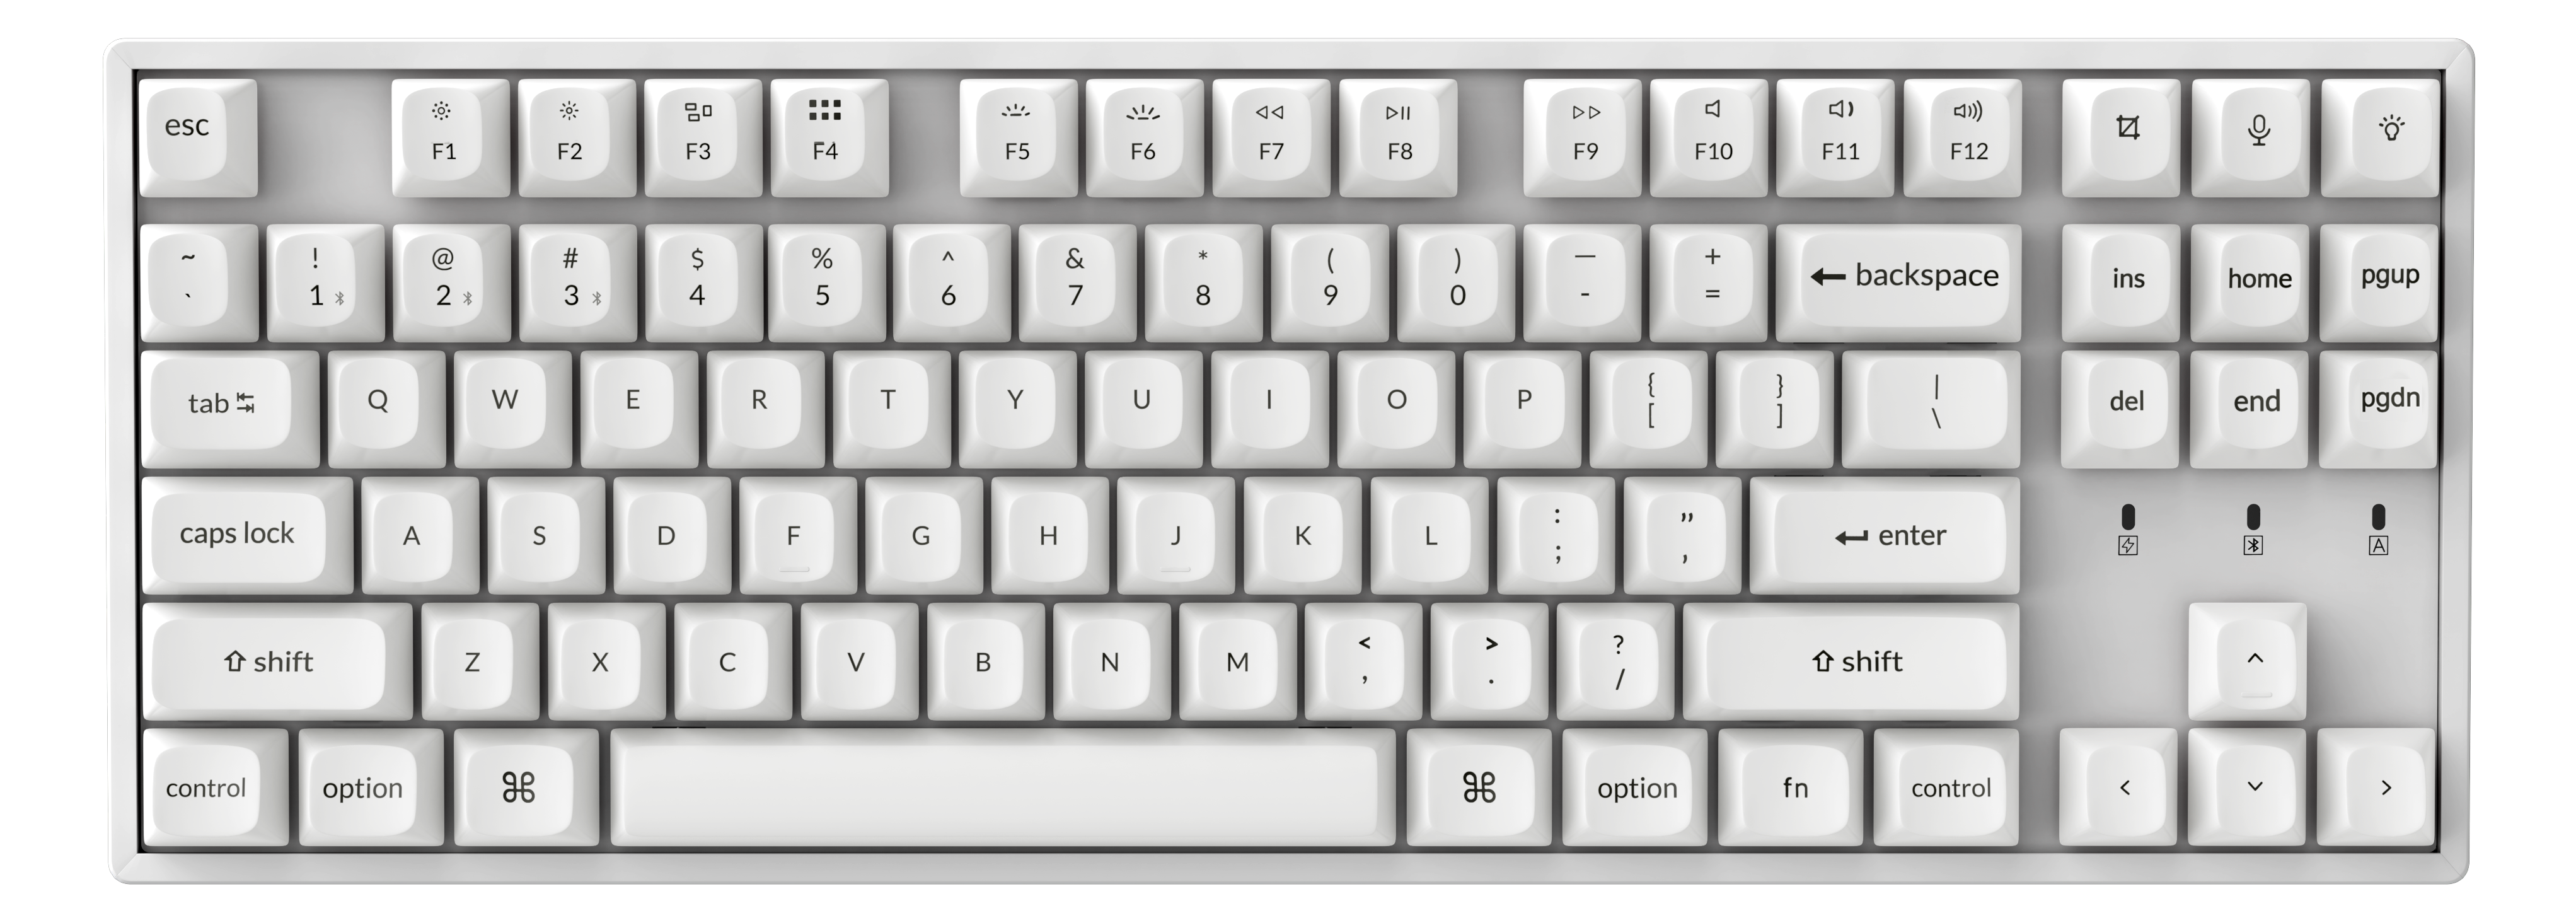 esc F1 F2 F3 F4 F5 F6 F7 F8 F9 F10 F11 F12
~ ! @ # $ % ^ & * ( ) — +
` 1 2 3 4 5 6 7 8 9 0 - = ← backspace ins home pgup
tab Q W E R T Y U I O P { } | del end pgdn
[ ] \
caps lock A S D F G H J K L : " ← enter
; , A
⇧ shift Z X C V B N M < > ? ⇧ shift ^
, . /
control option ⌘ ⌘ option fn control < ˅ >